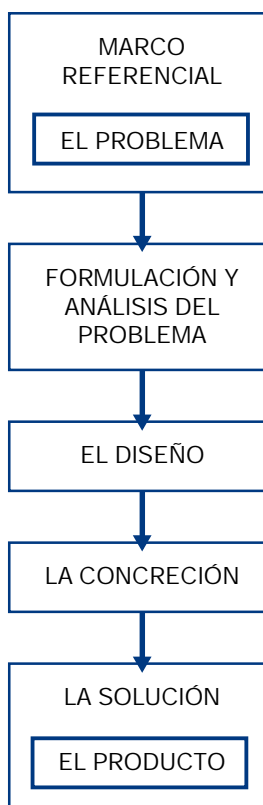 MARCO
REFERENCIAL
EL PROBLEMA
FORMULACIÓN Y
ANÁLISIS DEL
PROBLEMA
EL DISEÑO
LA CONCRECIÓN
LA SOLUCIÓN
EL PRODUCTO